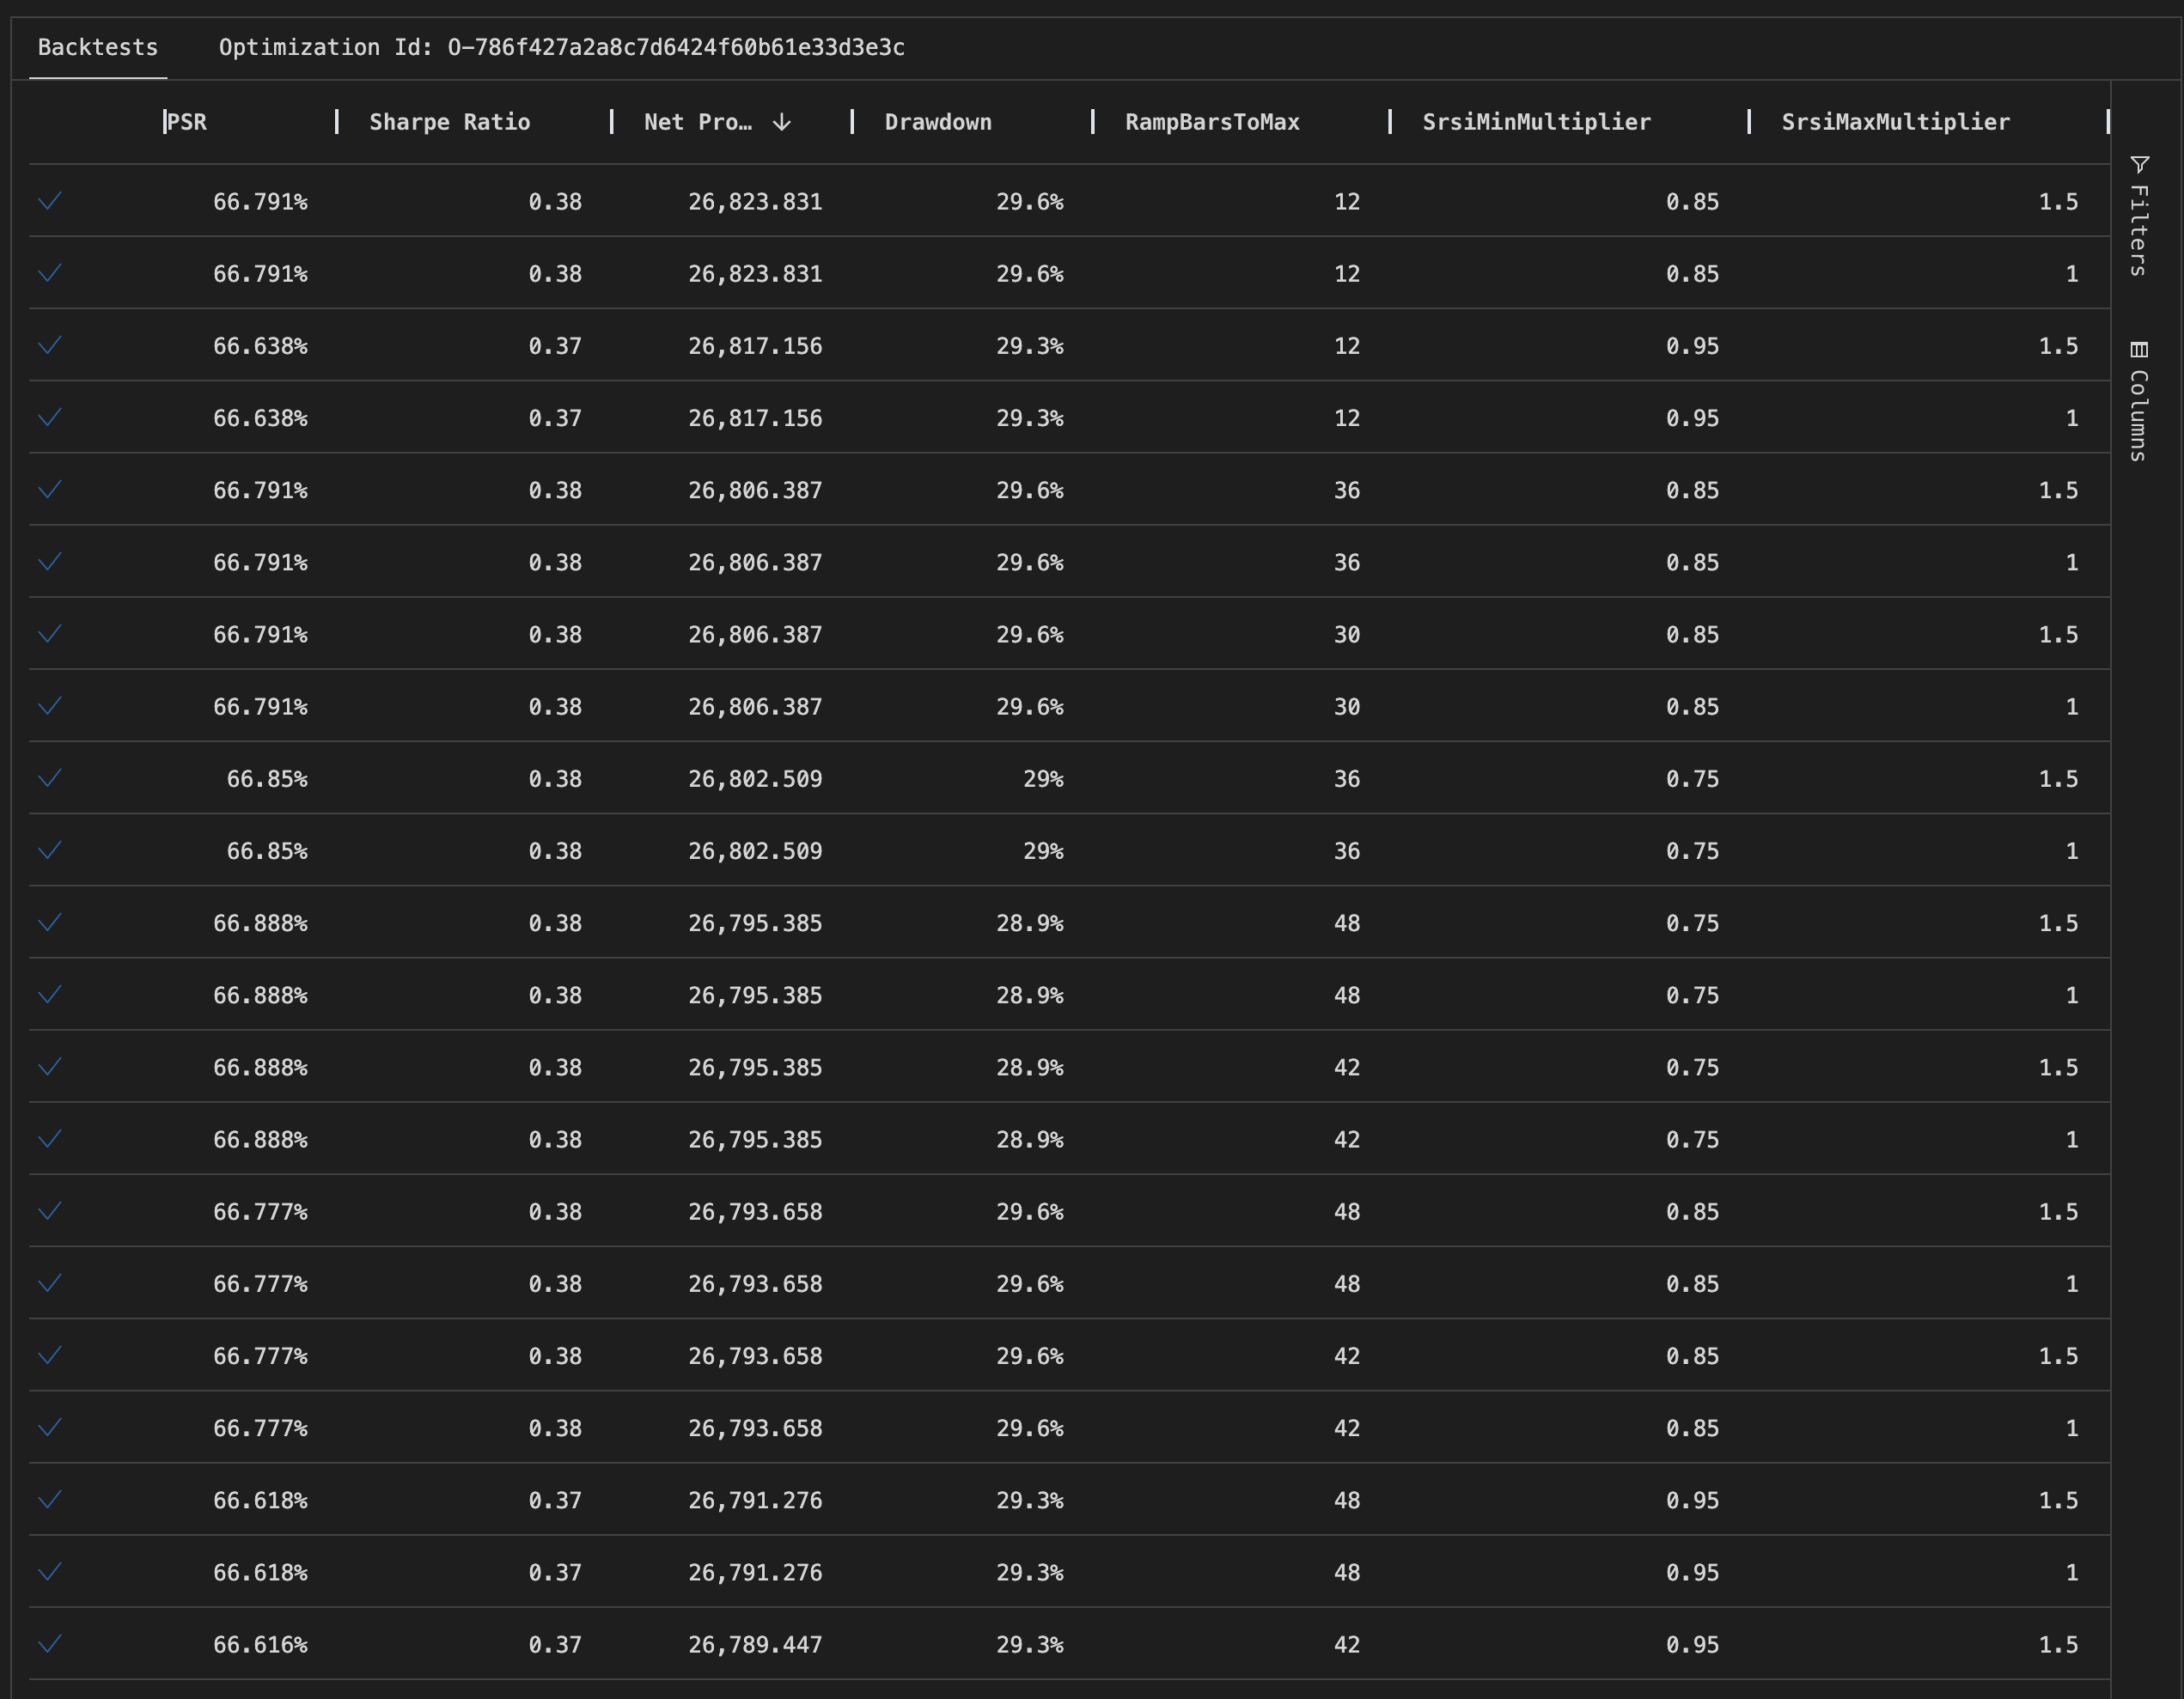 Backtests Optimization Id: O-786f427a2a8c7d6424f60b61e33d3e3c
PSR Sharpe Ratio Net Pro… ↓ Drawdown RampBarsToMax SrsiMinMultiplier SrsiMaxMultiplier
66.791% 0.38 26,823.831 29.6% 12 0.85 1.5
66.791% 0.38 26,823.831 29.6% 12 0.85 1
66.638% 0.37 26,817.156 29.3% 12 0.95 1.5
66.638% 0.37 26,817.156 29.3% 12 0.95 1
66.791% 0.38 26,806.387 29.6% 36 0.85 1.5
66.791% 0.38 26,806.387 29.6% 36 0.85 1
66.791% 0.38 26,806.387 29.6% 30 0.85 1.5
66.791% 0.38 26,806.387 29.6% 30 0.85 1
66.85% 0.38 26,802.509 29% 36 0.75 1.5
66.85% 0.38 26,802.509 29% 36 0.75 1
66.888% 0.38 26,795.385 28.9% 48 0.75 1.5
66.888% 0.38 26,795.385 28.9% 48 0.75 1
66.888% 0.38 26,795.385 28.9% 42 0.75 1.5
66.888% 0.38 26,795.385 28.9% 42 0.75 1
66.777% 0.38 26,793.658 29.6% 48 0.85 1.5
66.777% 0.38 26,793.658 29.6% 48 0.85 1
66.777% 0.38 26,793.658 29.6% 42 0.85 1.5
66.777% 0.38 26,793.658 29.6% 42 0.85 1
66.618% 0.37 26,791.276 29.3% 48 0.95 1.5
66.618% 0.37 26,791.276 29.3% 48 0.95 1
66.616% 0.37 26,789.447 29.3% 42 0.95 1.5
Filters
Columns